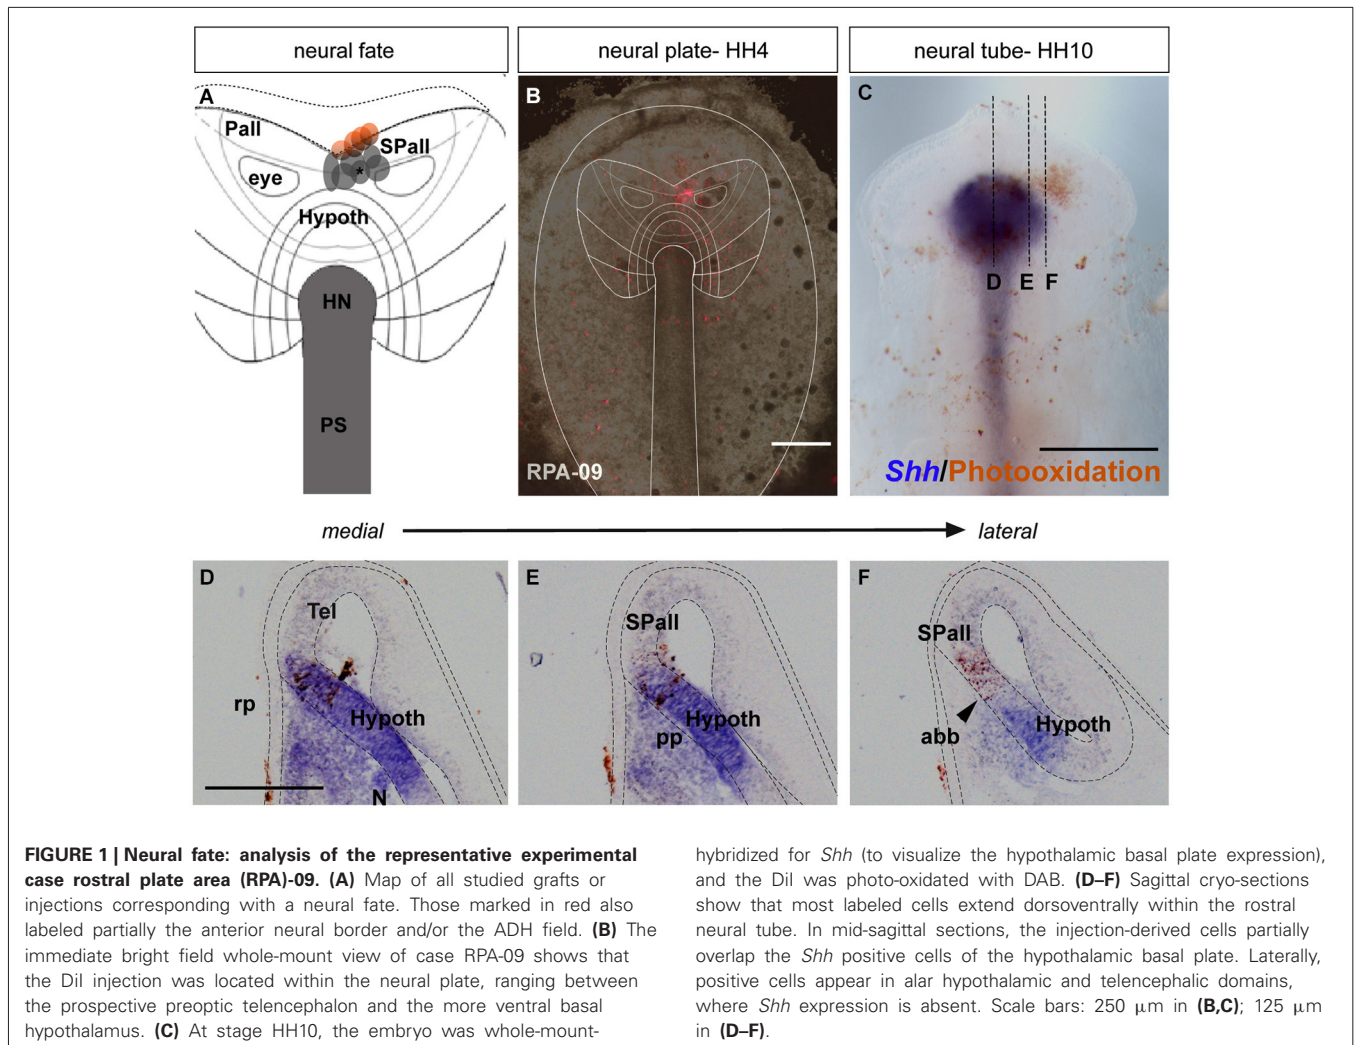 neural fate
neural plate- HH4
neural tube- HH10
A
Pall
SPall
eye
*
Hypoth
HN
PS
B
RPA-09
C
D E F
Shh/Photooxidation
medial
lateral
D
Tel
rp
Hypoth
N
E
SPall
Hypoth
pp
F
SPall
Hypoth
abb
FIGURE 1 | Neural fate: analysis of the representative experimental
case rostral plate area (RPA)-09. (A) Map of all studied grafts or
injections corresponding with a neural fate. Those marked in red also
labeled partially the anterior neural border and/or the ADH field. (B) The
immediate bright field whole-mount view of case RPA-09 shows that
the DiI injection was located within the neural plate, ranging between
the prospective preoptic telencephalon and the more ventral basal
hypothalamus. (C) At stage HH10, the embryo was whole-mount-
hybridized for Shh (to visualize the hypothalamic basal plate expression),
and the DiI was photo-oxidated with DAB. (D–F) Sagittal cryo-sections
show that most labeled cells extend dorsoventrally within the rostral
neural tube. In mid-sagittal sections, the injection-derived cells partially
overlap the Shh positive cells of the hypothalamic basal plate. Laterally,
positive cells appear in alar hypothalamic and telencephalic domains,
where Shh expression is absent. Scale bars: 250 μm in (B,C); 125 μm
in (D–F).